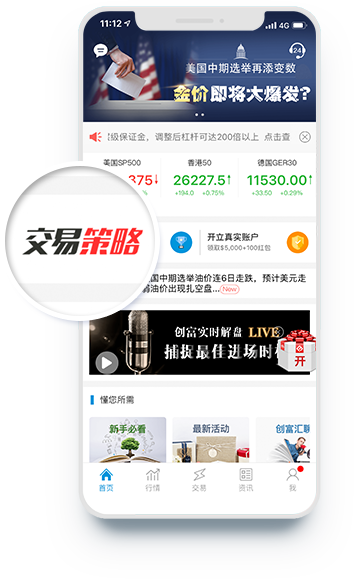 11:12
4G
美国中期选举再添变数
24
金价即将大爆发?
级保证金，调整后杠杆可达200倍以上 点击查
美国SP500
香港50
德国GER30
375↓
26227.5↑
11530.00↑
+194.0 +0.75%
+33.50 +0.29%
交易策略
开立真实账户
领取$5,000+100红包
国中期选举油价连6日走跌，预计美元走
弱油价出现扎空盘...
New
创富实时解盘 LIVE
捕捉最佳进场时机
开
懂您所需
新手必看
最新活动
创富汇聊
首页
行情
交易
资讯
我